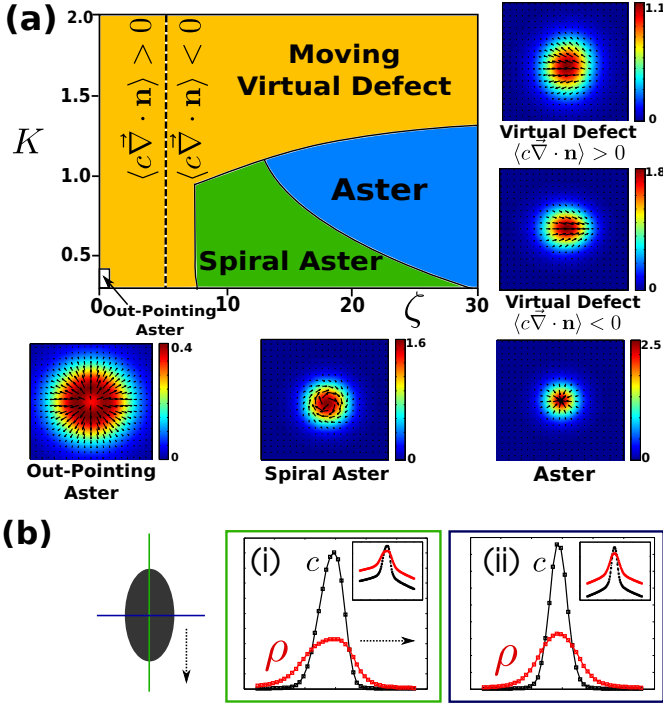 (a)
2.0
1.5
1.0
0.5
K
⟨c∇⃗ · n⟩ > 0
⟨c∇⃗ · n⟩ < 0
Moving
Virtual Defect
Aster
Spiral Aster
0
10
20
30
ζ
Out-Pointing
Aster
1.1
0
Virtual Defect
⟨c∇⃗ · n⟩ > 0
1.8
0
Virtual Defect
⟨c∇⃗ · n⟩ < 0
0.4
0
Out-Pointing
Aster
1.6
0
Spiral Aster
2.5
0
Aster
(b)
(i)
c
ρ
(ii)
c
ρ